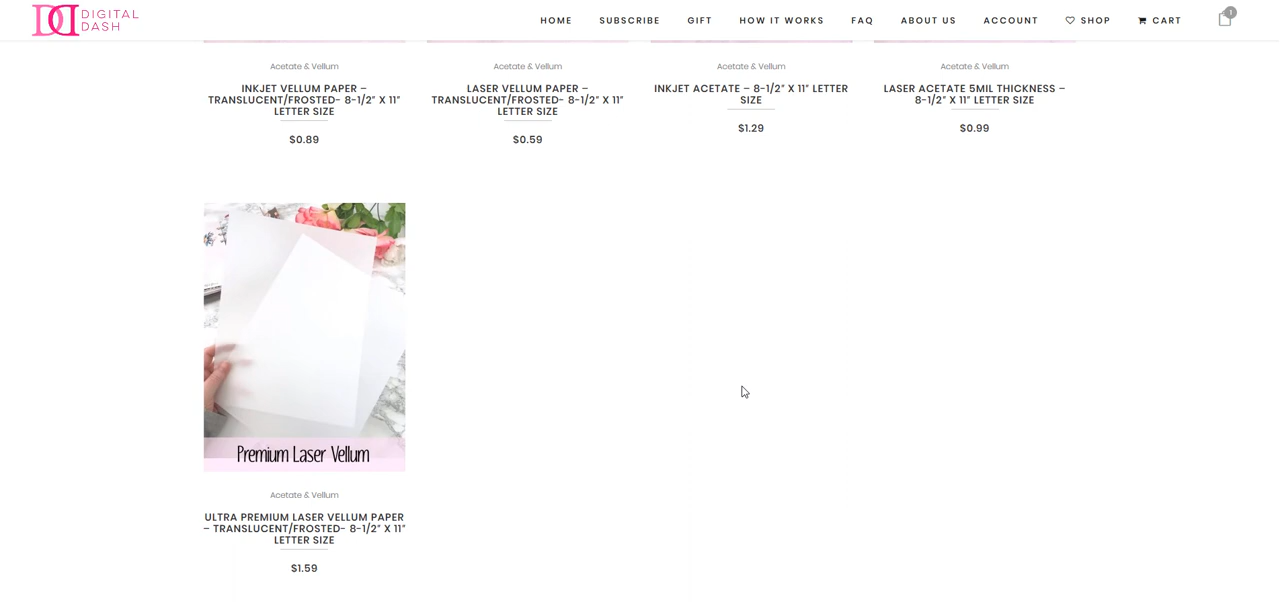 DIGITAL
DASH
HOME SUBSCRIBE GIFT HOW IT WORKS FAQ ABOUT US ACCOUNT SHOP CART 1
Acetate & Vellum
INKJET VELLUM PAPER –
TRANSLUCENT/FROSTED- 8-1/2” X 11”
LETTER SIZE
$0.89
Acetate & Vellum
LASER VELLUM PAPER –
TRANSLUCENT/FROSTED- 8-1/2” X 11”
LETTER SIZE
$0.59
Acetate & Vellum
INKJET ACETATE – 8-1/2” X 11” LETTER
SIZE
$1.29
Acetate & Vellum
LASER ACETATE 5MIL THICKNESS –
8-1/2” X 11” LETTER SIZE
$0.99
Premium Laser Vellum
Acetate & Vellum
ULTRA PREMIUM LASER VELLUM PAPER
– TRANSLUCENT/FROSTED- 8-1/2” X 11”
LETTER SIZE
$1.59